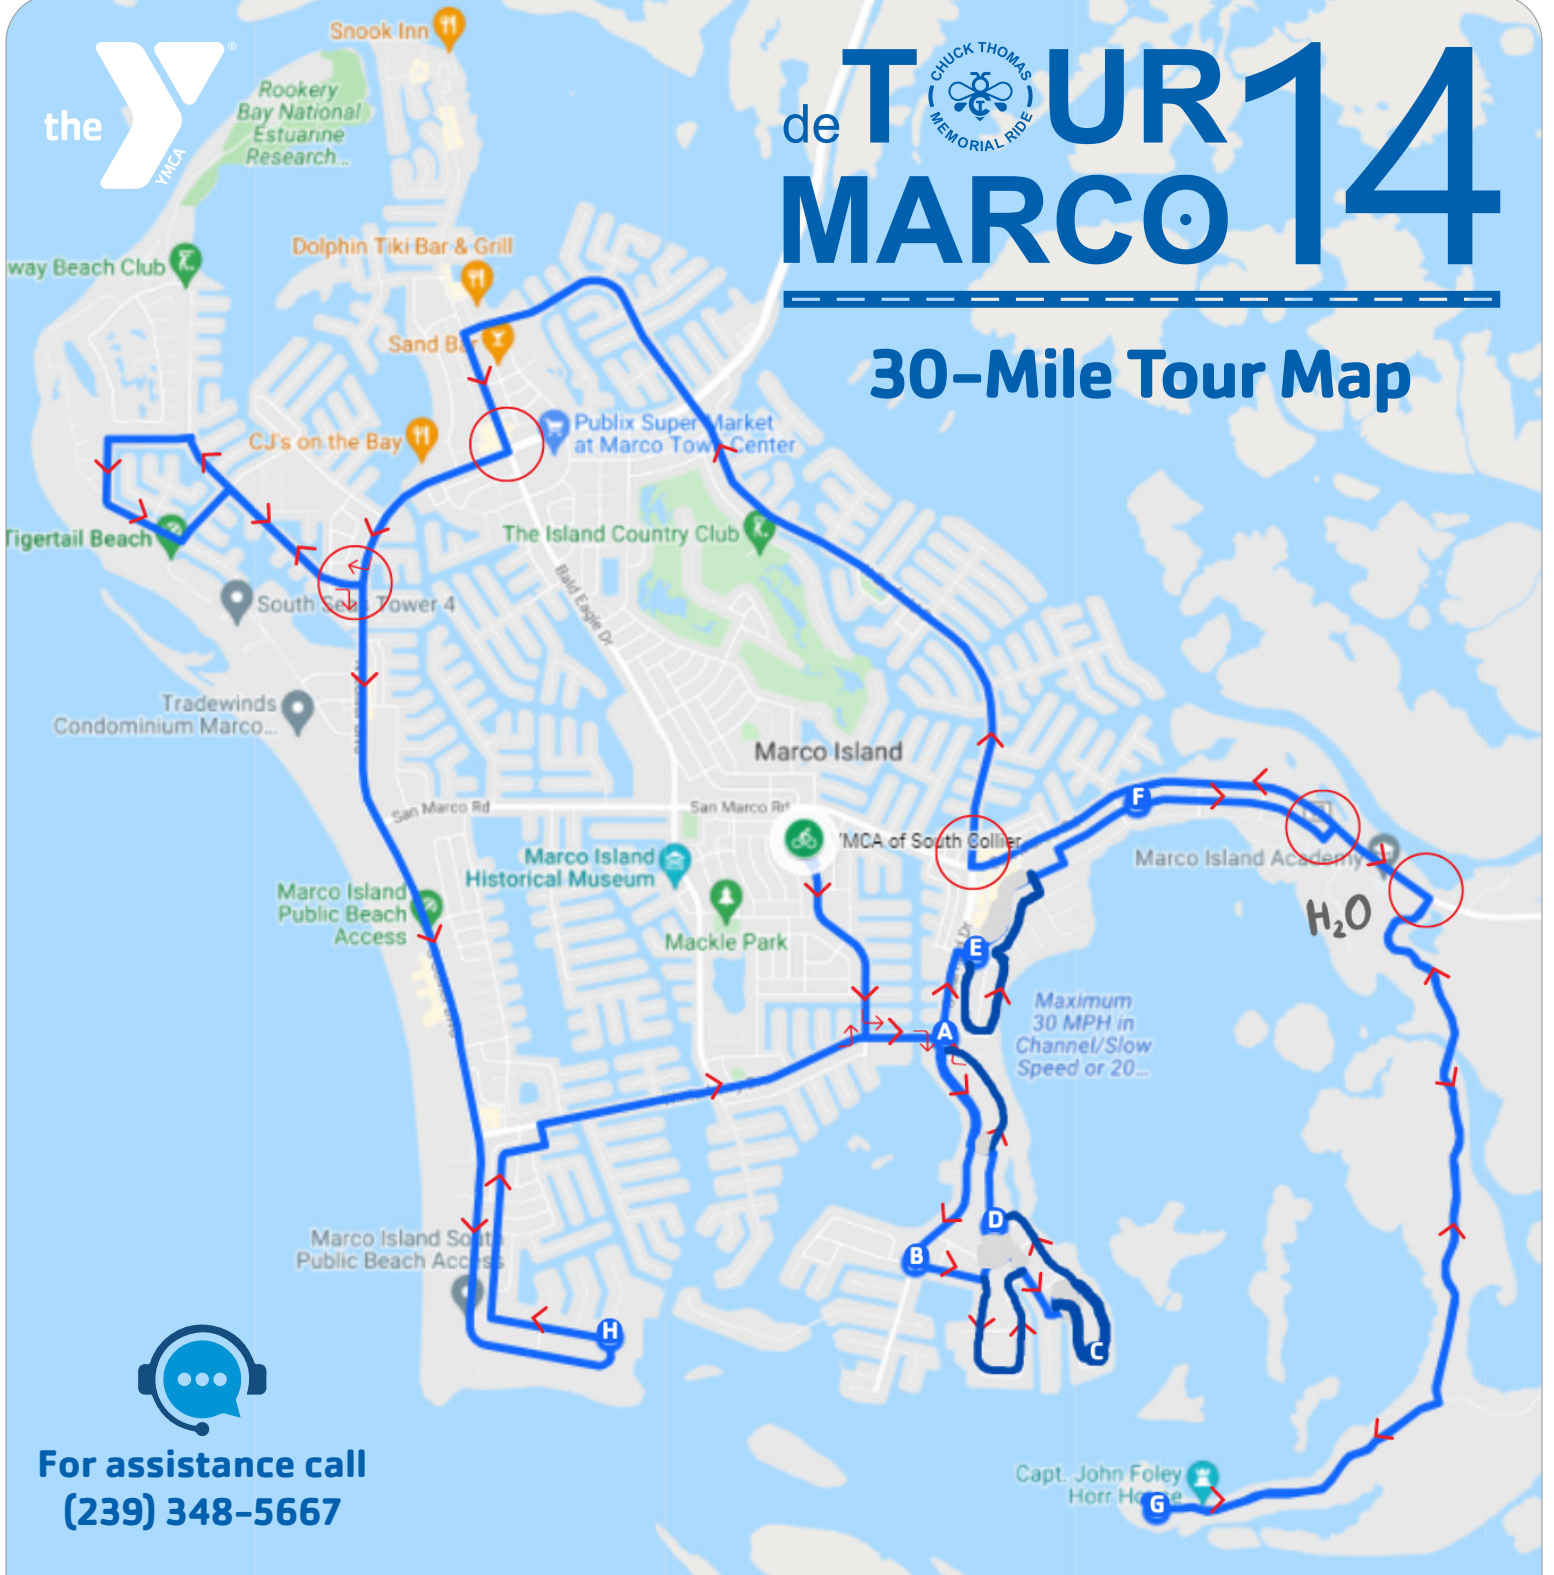 the
YMCA
®
Snook Inn
Rookery
Bay National
Estuarine
Research...
de TOUR 14
CHUCK THOMAS
MEMORIAL RIDE
MARCO
30-Mile Tour Map
way Beach Club
Dolphin Tiki Bar & Grill
Sand Bar
CJ's on the Bay
Publix Super Market
at Marco Town Center
Tigertail Beach
The Island Country Club
South Seas Tower 4
Bald Eagle Dr
Tradewinds
Condominium Marco...
Marco Island
San Marco Rd
San Marco Rd
YMCA of South Collier
F
Marco Island Academy
H₂O
Marco Island
Historical Museum
Marco Island
Public Beach
Access
Mackle Park
E
A
Maximum
30 MPH in
Channel/Slow
Speed or 20...
D
B
Marco Island South
Public Beach Access
H
C
Capt. John Foley
Horr House
G
For assistance call
(239) 348-5667